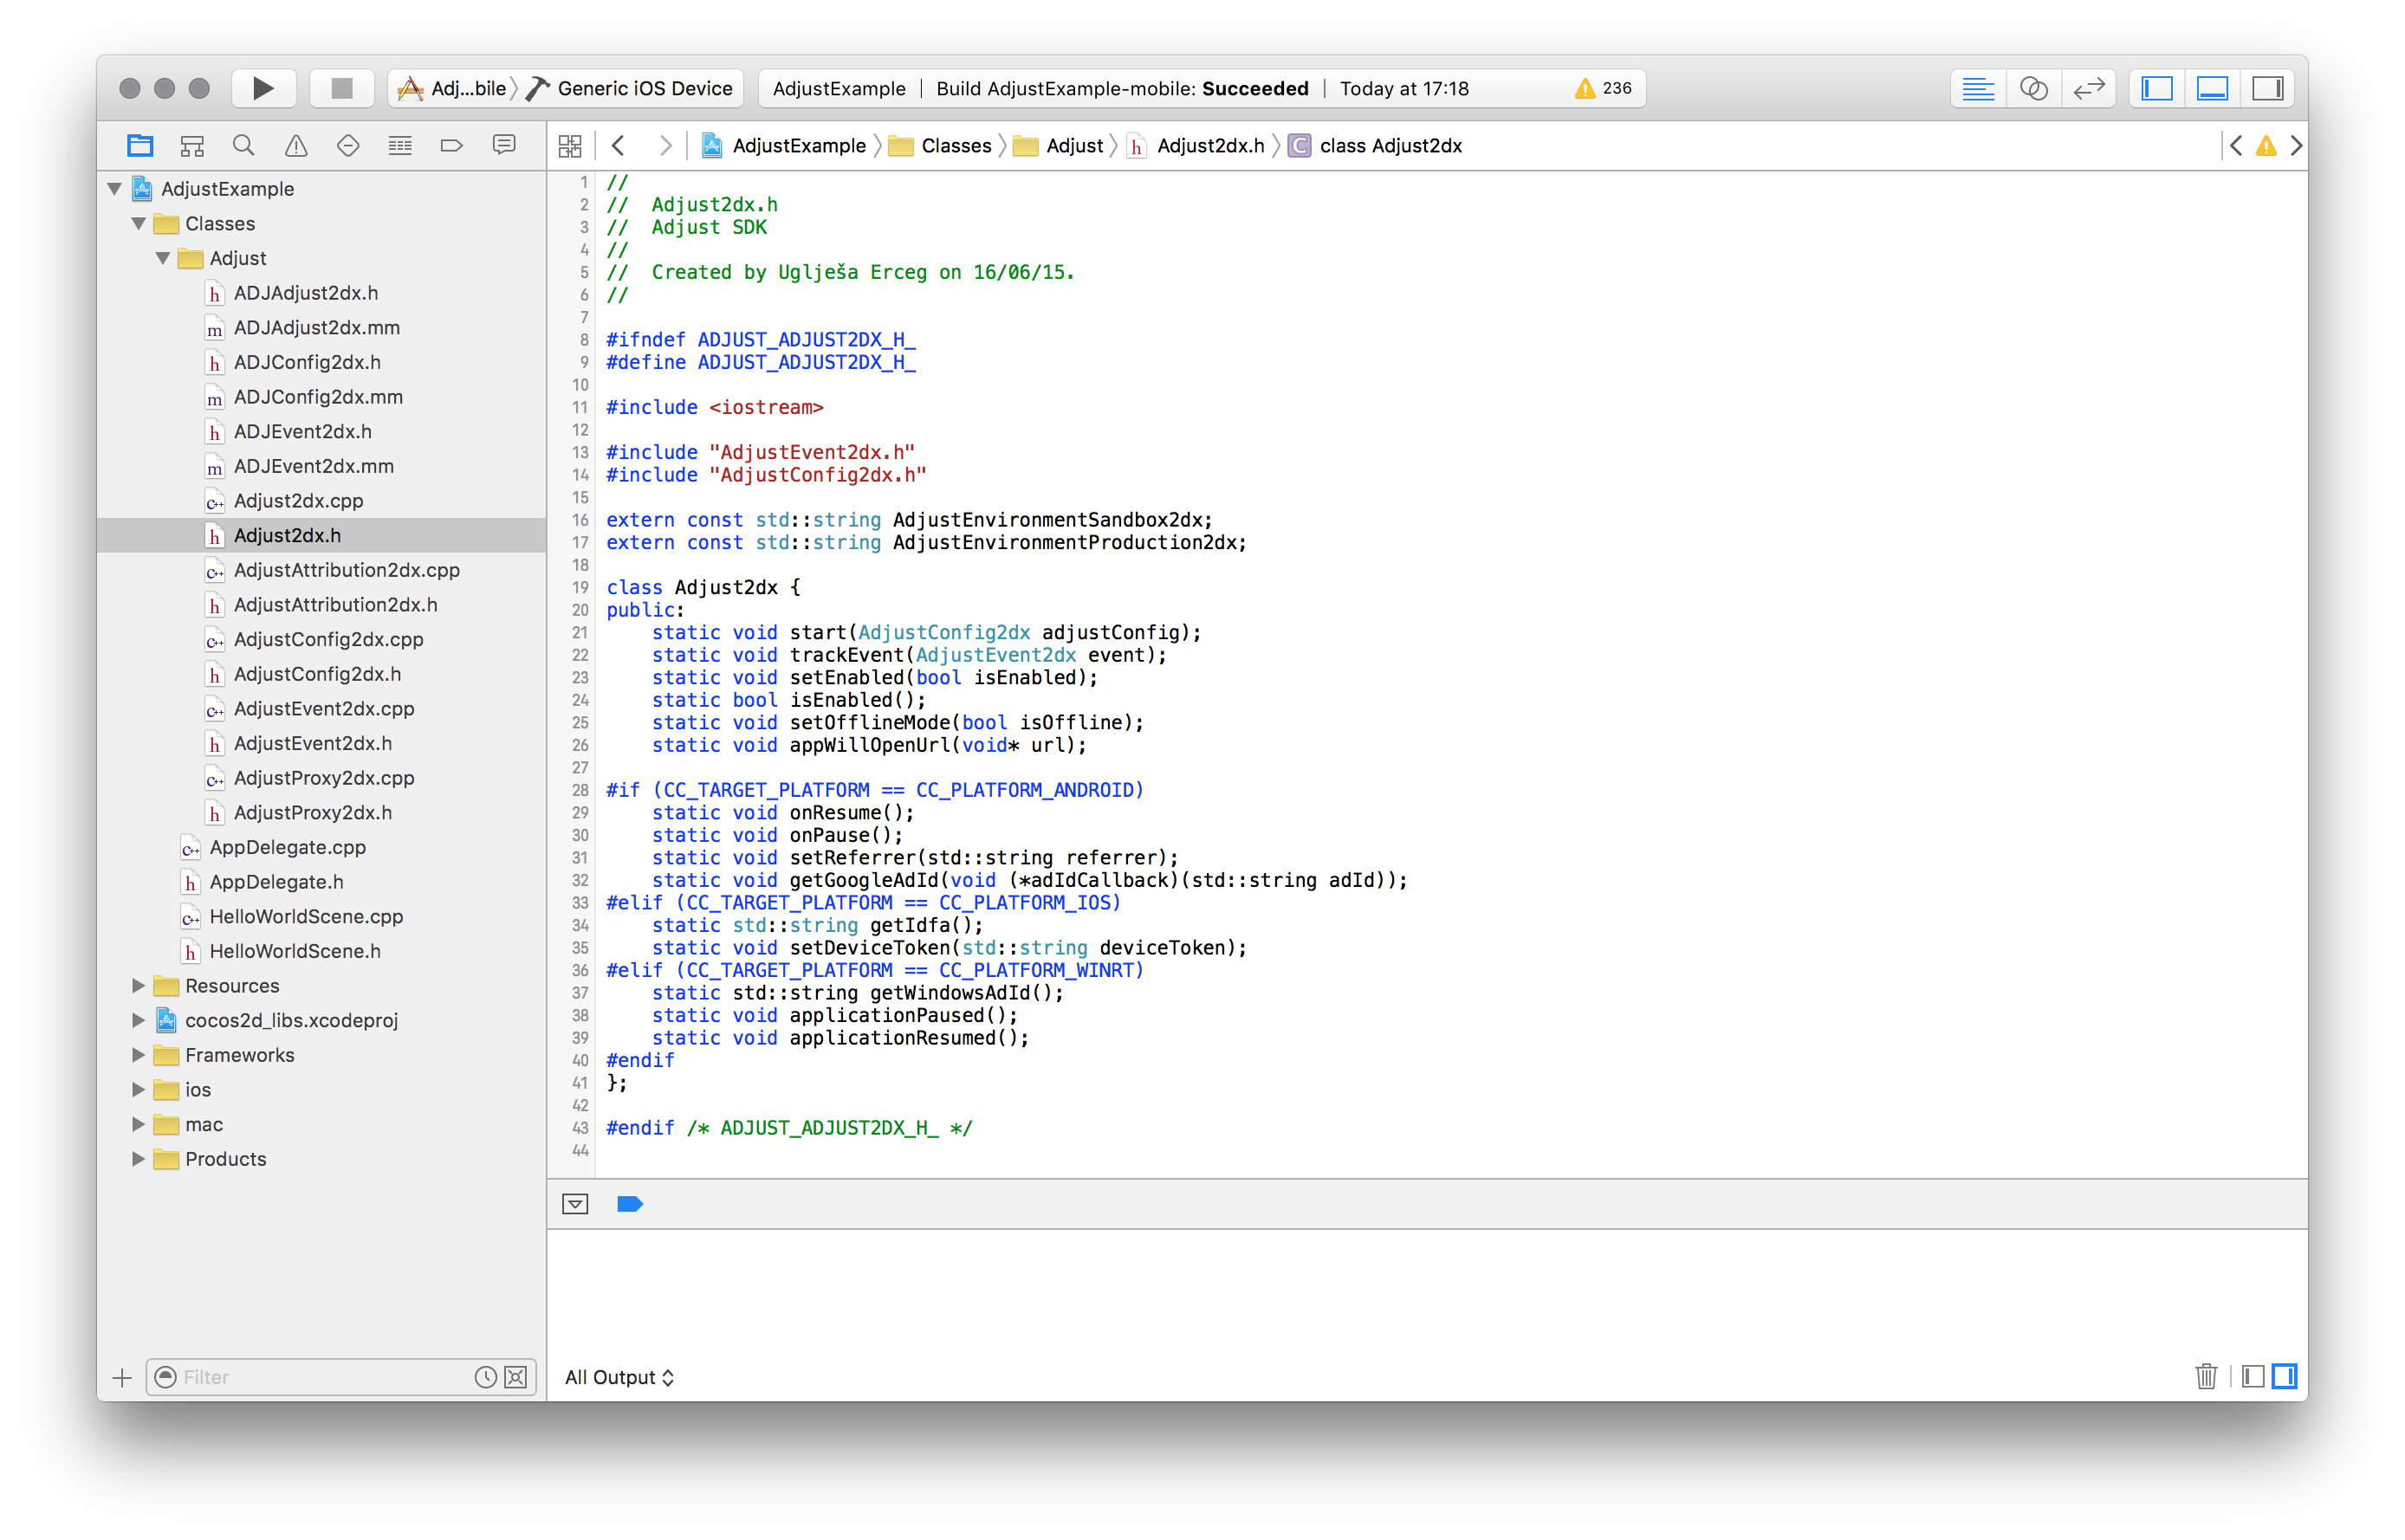 Adj...bile
Generic iOS Device
AdjustExample | Build AdjustExample-mobile: Succeeded | Today at 17:18
236
AdjustExample
Classes
Adjust
h Adjust2dx.h
C class Adjust2dx
AdjustExample
Classes
Adjust
h ADJAdjust2dx.h
m ADJAdjust2dx.mm
h ADJConfig2dx.h
m ADJConfig2dx.mm
h ADJEvent2dx.h
m ADJEvent2dx.mm
c++ Adjust2dx.cpp
h Adjust2dx.h
c++ AdjustAttribution2dx.cpp
h AdjustAttribution2dx.h
c++ AdjustConfig2dx.cpp
h AdjustConfig2dx.h
c++ AdjustEvent2dx.cpp
h AdjustEvent2dx.h
c++ AdjustProxy2dx.cpp
h AdjustProxy2dx.h
c++ AppDelegate.cpp
h AppDelegate.h
c++ HelloWorldScene.cpp
h HelloWorldScene.h
Resources
cocos2d_libs.xcodeproj
Frameworks
ios
mac
Products
Filter
1 //
2 //  Adjust2dx.h
3 //  Adjust SDK
4 //
5 //  Created by Uglješa Erceg on 16/06/15.
6 //
7
8 #ifndef ADJUST_ADJUST2DX_H_
9 #define ADJUST_ADJUST2DX_H_
10
11 #include <iostream>
12
13 #include "AdjustEvent2dx.h"
14 #include "AdjustConfig2dx.h"
15
16 extern const std::string AdjustEnvironmentSandbox2dx;
17 extern const std::string AdjustEnvironmentProduction2dx;
18
19 class Adjust2dx {
20 public:
21     static void start(AdjustConfig2dx adjustConfig);
22     static void trackEvent(AdjustEvent2dx event);
23     static void setEnabled(bool isEnabled);
24     static bool isEnabled();
25     static void setOfflineMode(bool isOffline);
26     static void appWillOpenUrl(void* url);
27
28 #if (CC_TARGET_PLATFORM == CC_PLATFORM_ANDROID)
29     static void onResume();
30     static void onPause();
31     static void setReferrer(std::string referrer);
32     static void getGoogleAdId(void (*adIdCallback)(std::string adId));
33 #elif (CC_TARGET_PLATFORM == CC_PLATFORM_IOS)
34     static std::string getIdfa();
35     static void setDeviceToken(std::string deviceToken);
36 #elif (CC_TARGET_PLATFORM == CC_PLATFORM_WINRT)
37     static std::string getWindowsAdId();
38     static void applicationPaused();
39     static void applicationResumed();
40 #endif
41 };
42
43 #endif /* ADJUST_ADJUST2DX_H_ */
44
All Output